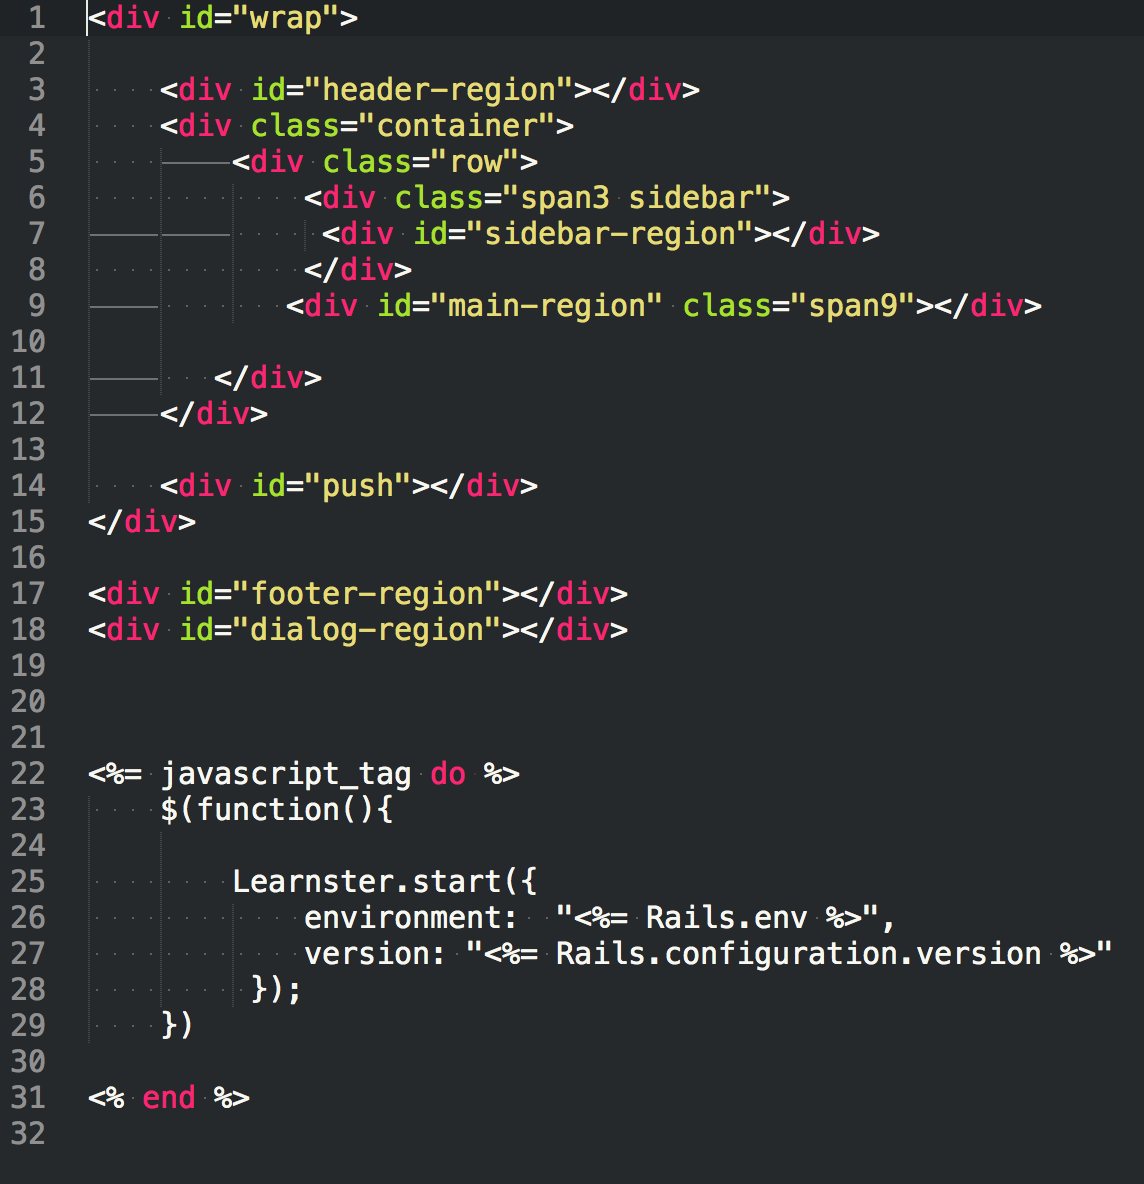 1 <div id="wrap">
2
3     <div id="header-region"></div>
4     <div class="container">
5         <div class="row">
6             <div class="span3 sidebar">
7              <div id="sidebar-region"></div>
8             </div>
9            <div id="main-region" class="span9"></div>
10
11        </div>
12     </div>
13
14     <div id="push"></div>
15 </div>
16
17 <div id="footer-region"></div>
18 <div id="dialog-region"></div>
19
20
21
22 <%= javascript_tag do %>
23     $(function(){
24
25         Learnster.start({
26             environment:  "<%= Rails.env %>",
27             version: "<%= Rails.configuration.version %>"
28          });
29     })
30
31 <% end %>
32